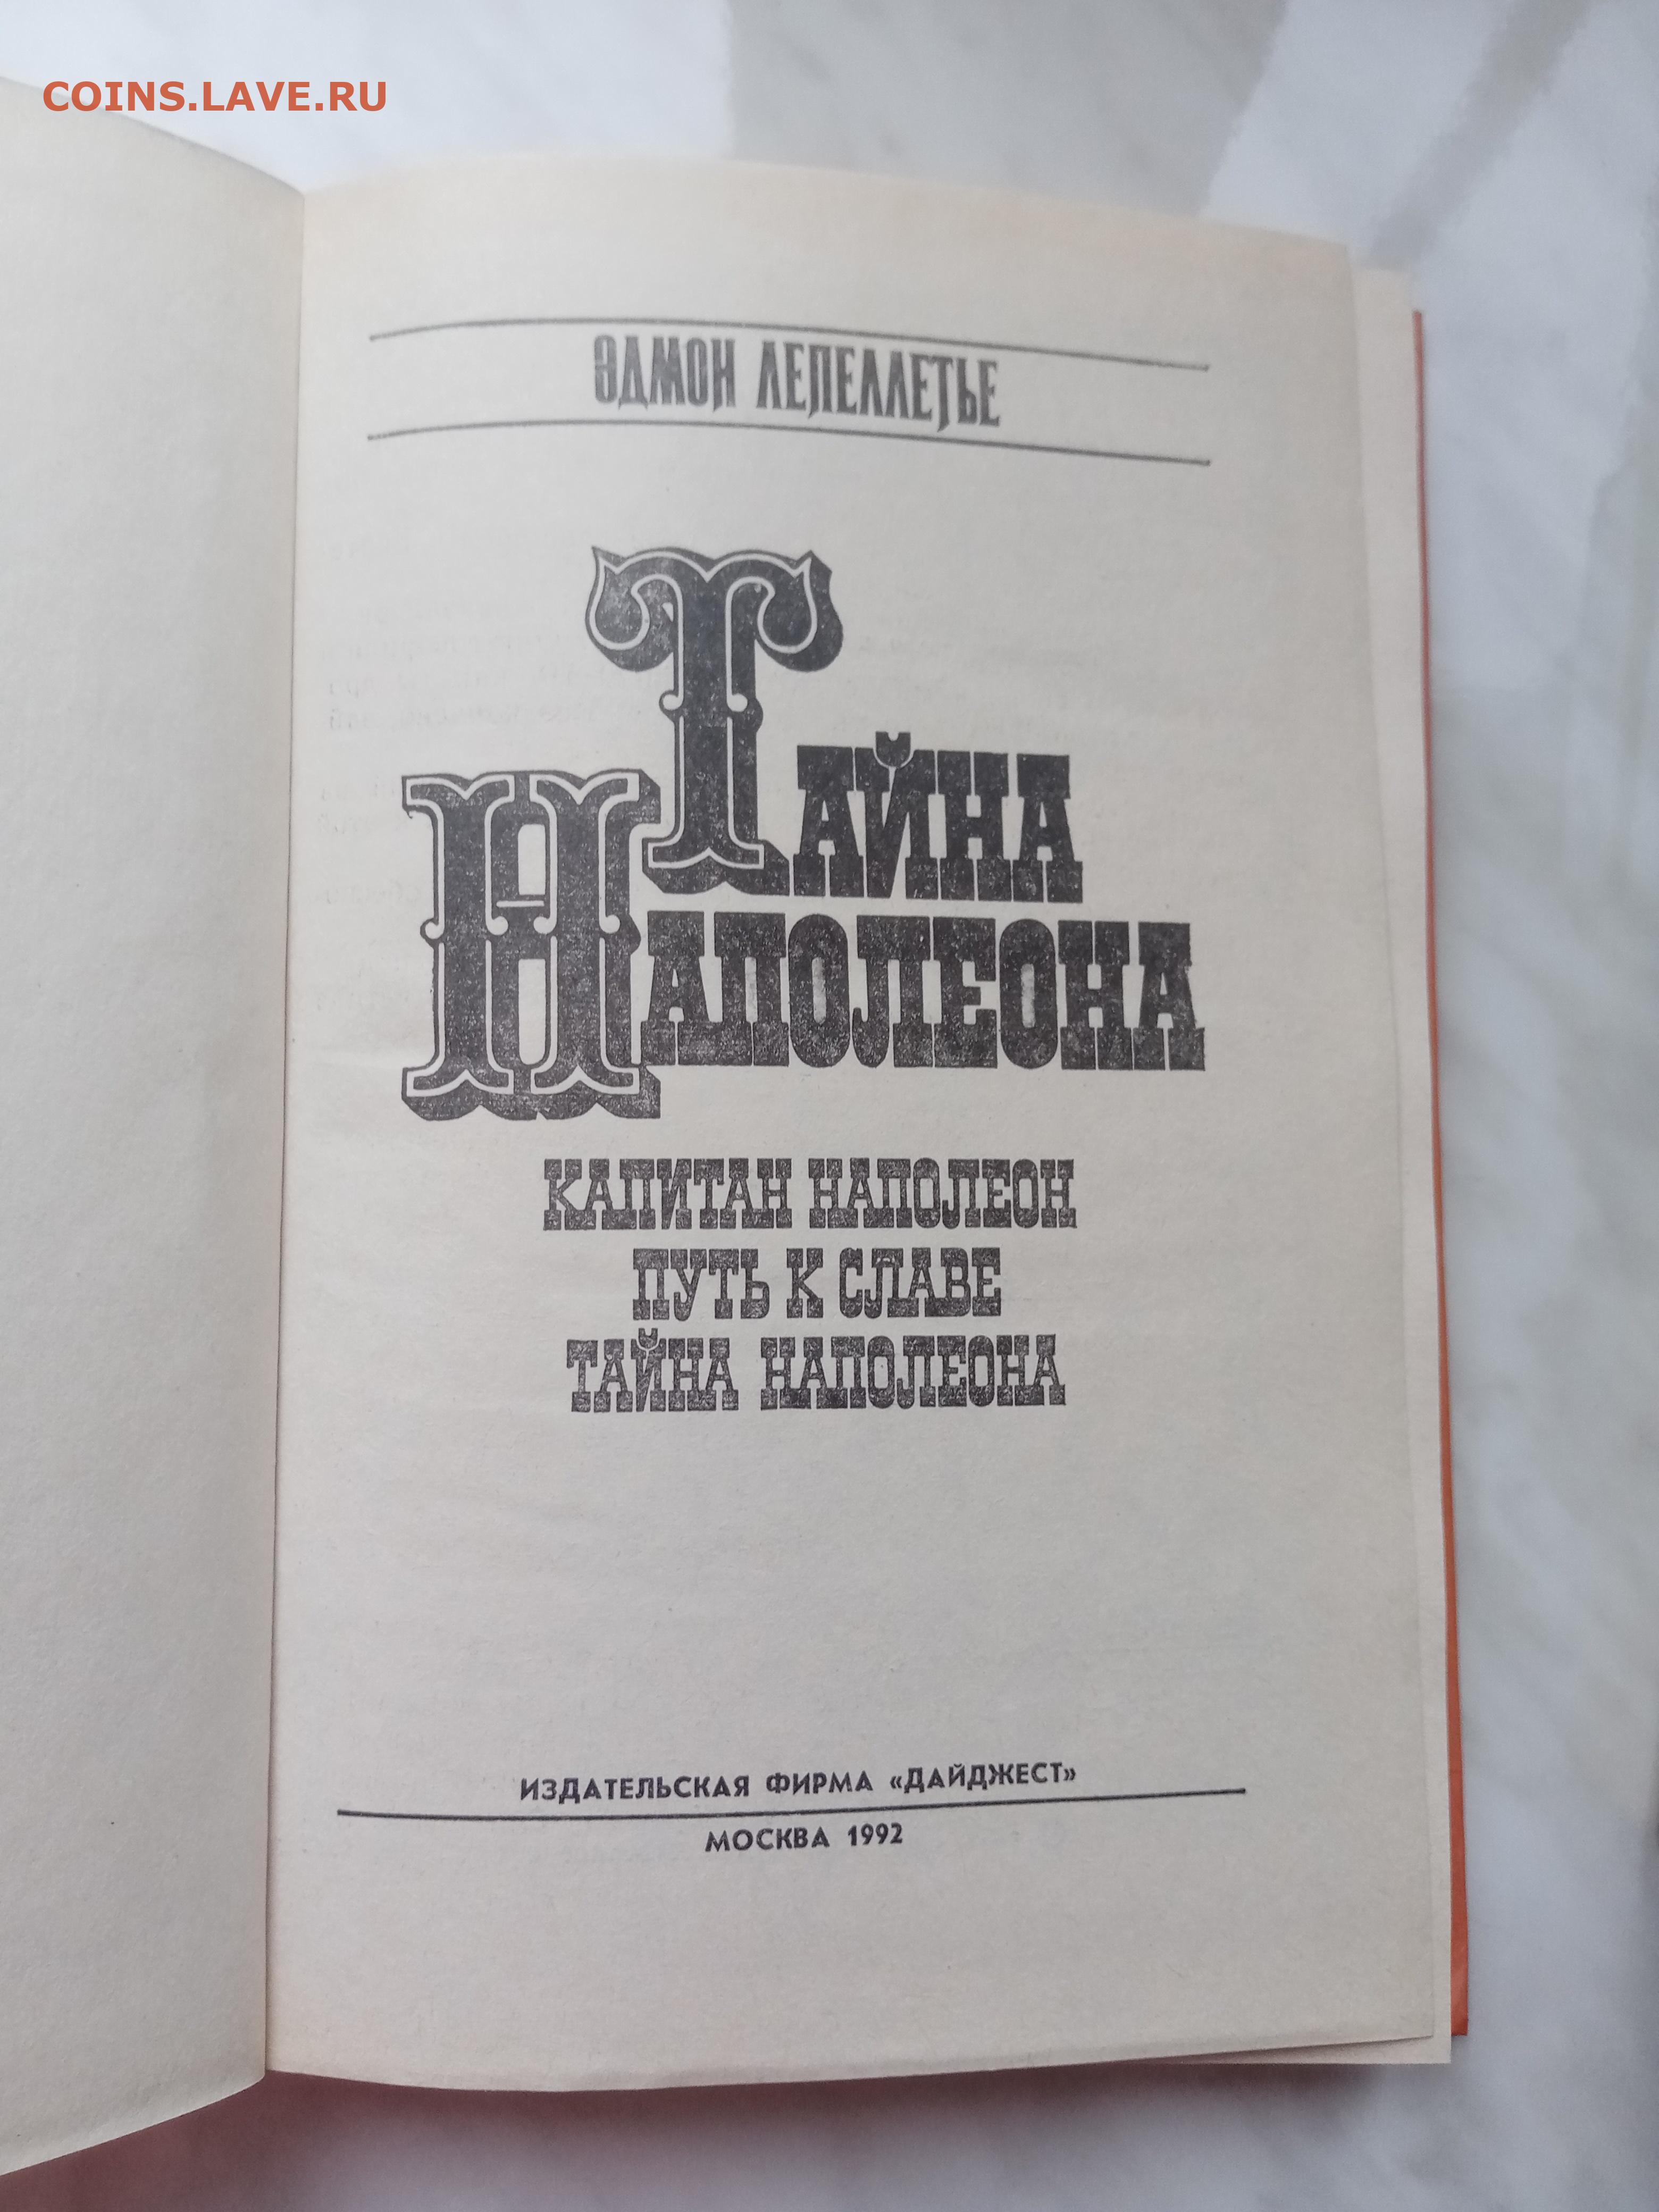 COINS.LAVE.RU
ЭДМОН ЛЕПЕЛЛЕТЬЕ
ТАЙНА
НАПОЛЕОНА
КАПИТАН НАПОЛЕОН
ПУТЬ К СЛАВЕ
ТАЙНА НАПОЛЕОНА
ИЗДАТЕЛЬСКАЯ ФИРМА «ДАЙДЖЕСТ»
МОСКВА 1992